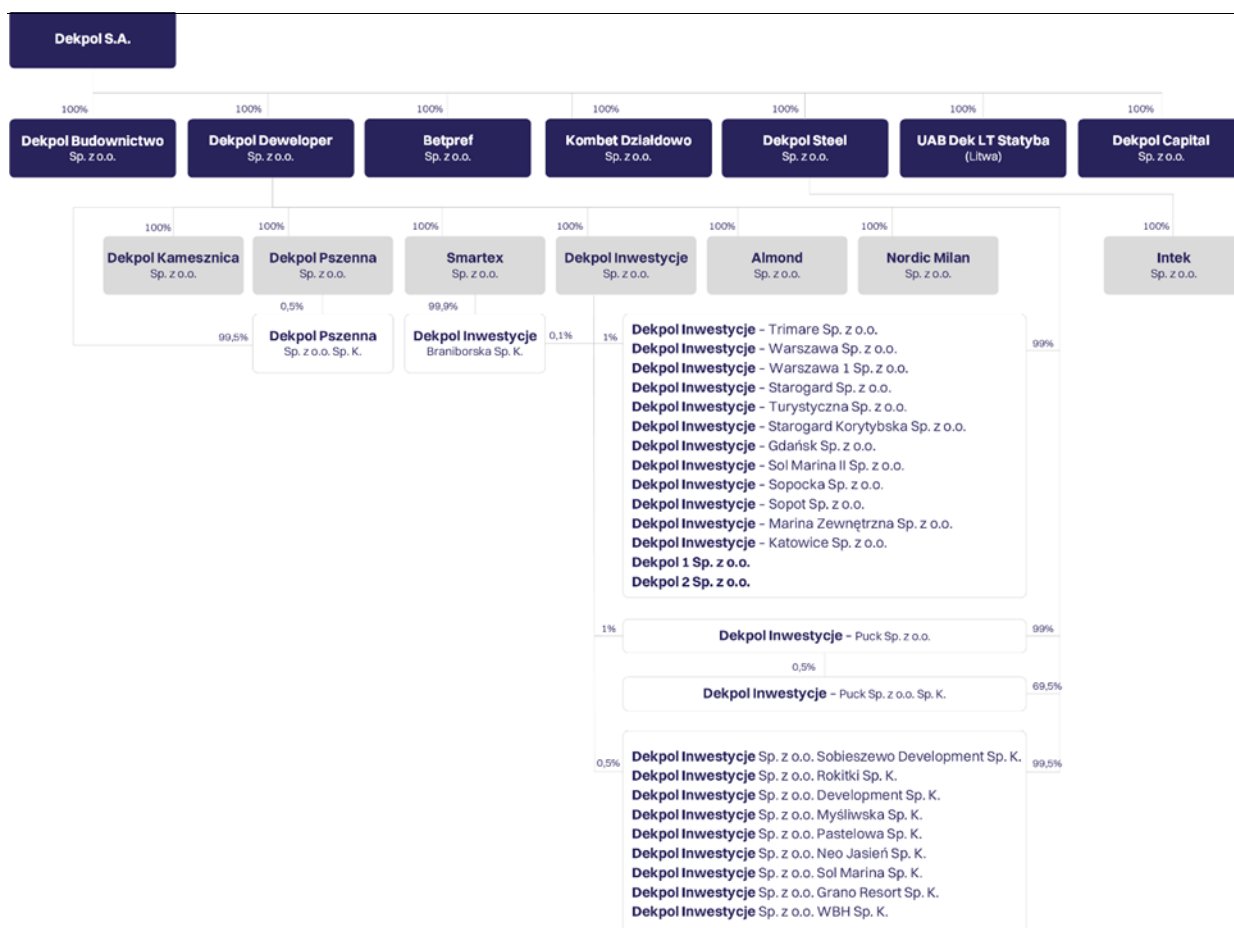 Dekpol S.A.
100%
100%
100%
100%
100%
100%
100%
Dekpol Budownictwo
Sp. z o.o.
Dekpol Deweloper
Sp. z o.o.
Betpref
Sp. z o.o.
Kombet Działdowo
Sp. z o.o.
Dekpol Steel
Sp. z o.o.
UAB Dek LT Statyba
(Litwa)
Dekpol Capital
Sp. z o.o.
100%
100%
100%
100%
100%
100%
100%
Dekpol Kamesznica
Sp. z o.o.
Dekpol Pszenna
Sp. z o.o.
Smartex
Sp. z o.o.
Dekpol Inwestycje
Sp. z o.o.
Almond
Sp. z o.o.
Nordic Milan
Sp. z o.o.
Intek
Sp. z o.o.
0,5%
99,9%
99,5%
Dekpol Pszenna
Sp. z o.o. Sp. K.
Dekpol Inwestycje
Braniborska Sp. K.
0,1%
1%
Dekpol Inwestycje – Trimare Sp. z o.o.
Dekpol Inwestycje – Warszawa Sp. z o.o.
Dekpol Inwestycje – Warszawa 1 Sp. z o.o.
Dekpol Inwestycje – Starogard Sp. z o.o.
Dekpol Inwestycje – Turystyczna Sp. z o.o.
Dekpol Inwestycje – Starogard Korytybska Sp. z o.o.
Dekpol Inwestycje – Gdańsk Sp. z o.o.
Dekpol Inwestycje – Sol Marina II Sp. z o.o.
Dekpol Inwestycje – Sopocka Sp. z o.o.
Dekpol Inwestycje – Sopot Sp. z o.o.
Dekpol Inwestycje – Marina Zewnętrzna Sp. z o.o.
Dekpol Inwestycje – Katowice Sp. z o.o.
Dekpol 1 Sp. z o.o.
Dekpol 2 Sp. z o.o.
99%
1%
Dekpol Inwestycje – Puck Sp. z o.o.
99%
0,5%
Dekpol Inwestycje – Puck Sp. z o.o. Sp. K.
69,5%
0,5%
Dekpol Inwestycje Sp. z o.o. Sobieszewo Development Sp. K.
Dekpol Inwestycje Sp. z o.o. Rokitki Sp. K.
Dekpol Inwestycje Sp. z o.o. Development Sp. K.
Dekpol Inwestycje Sp. z o.o. Myśliwska Sp. K.
Dekpol Inwestycje Sp. z o.o. Pastelowa Sp. K.
Dekpol Inwestycje Sp. z o.o. Neo Jasień Sp. K.
Dekpol Inwestycje Sp. z o.o. Sol Marina Sp. K.
Dekpol Inwestycje Sp. z o.o. Grano Resort Sp. K.
Dekpol Inwestycje Sp. z o.o. WBH Sp. K.
99,5%